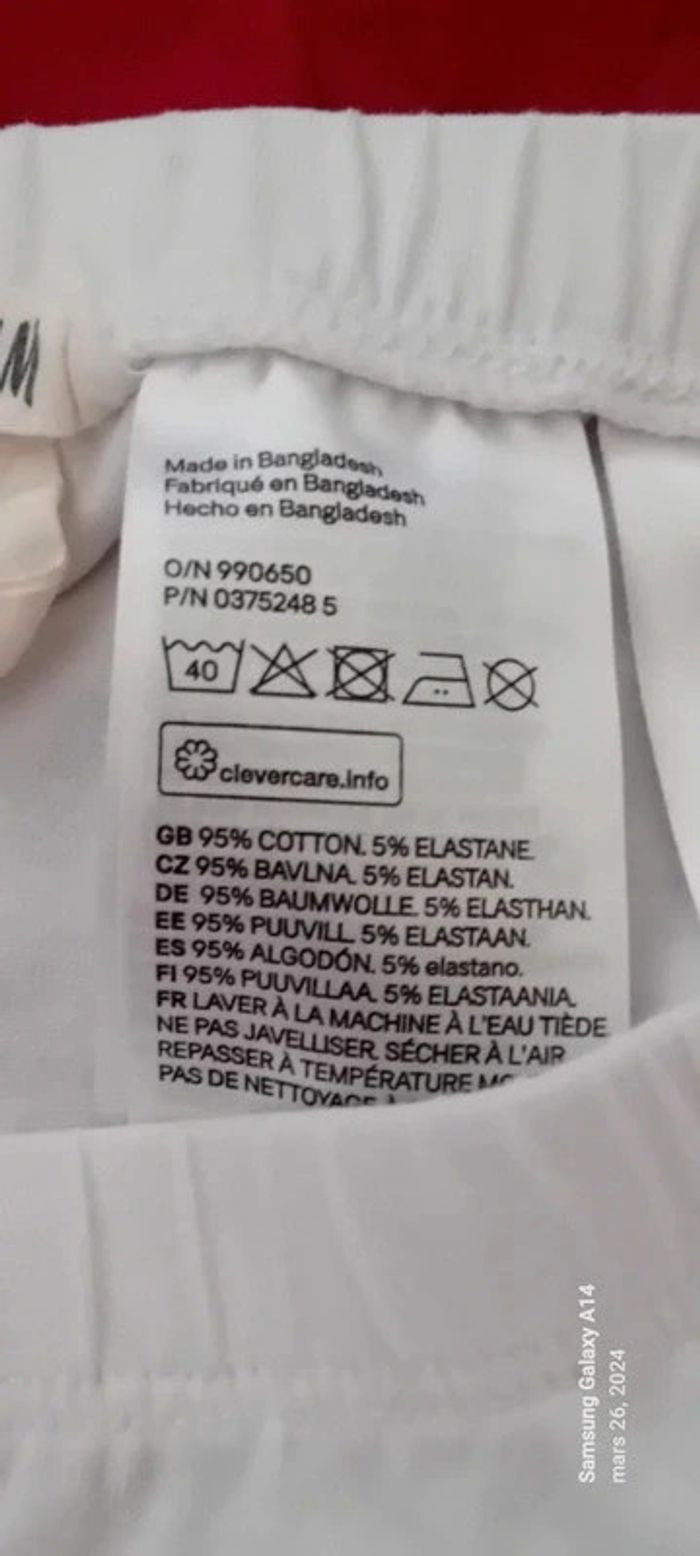 M
Made in Bangladesh
Fabriqué en Bangladesh
Hecho en Bangladesh
O/N 990650
P/N 0375248 5
40
clevercare.info
GB 95% COTTON. 5% ELASTANE.
CZ 95% BAVLNA. 5% ELASTAN.
DE 95% BAUMWOLLE. 5% ELASTHAN.
EE 95% PUUVILL. 5% ELASTAAN.
ES 95% ALGODÓN. 5% elastano.
FI 95% PUUVILLAA. 5% ELASTAANIA.
FR LAVER À LA MACHINE À L'EAU TIÈDE
NE PAS JAVELLISER. SÉCHER À L'AIR
REPASSER À TEMPÉRATURE
PAS DE NETTOYAGE À
Samsung Galaxy A14
mars 26, 2024